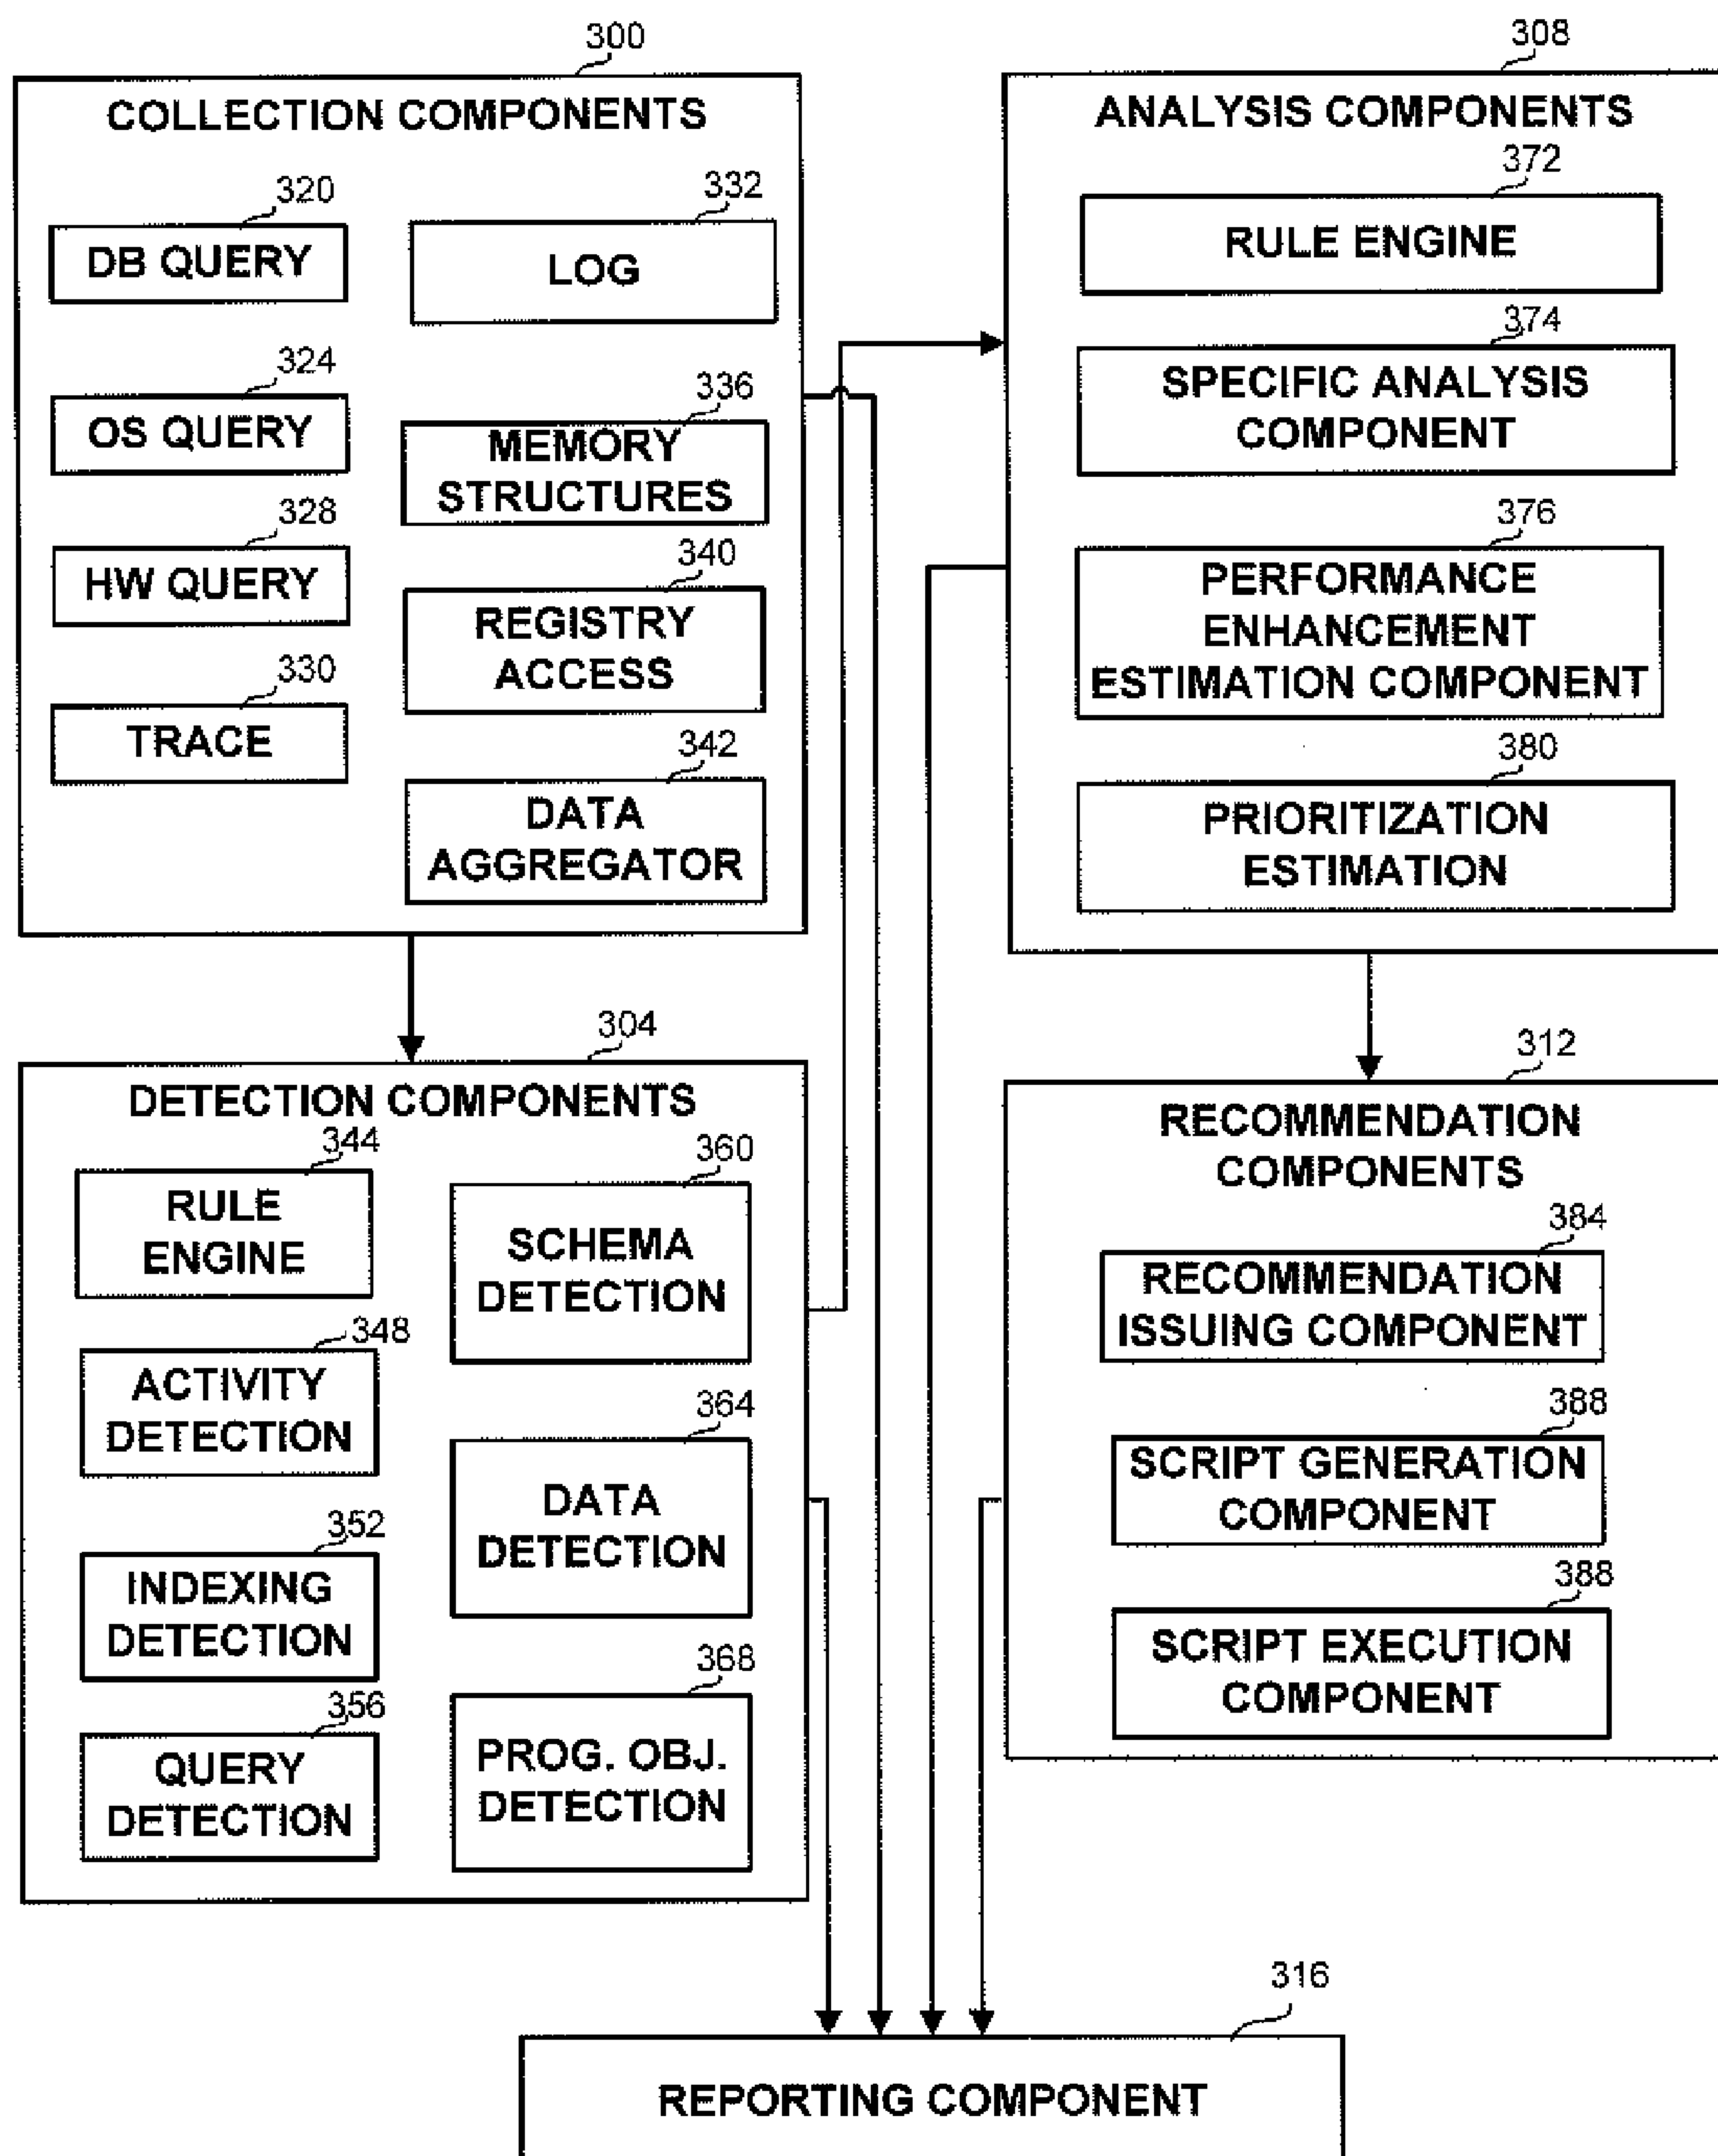 300
COLLECTION COMPONENTS
320
DB QUERY
324
OS QUERY
328
HW QUERY
330
TRACE
332
LOG
336
MEMORY
STRUCTURES
340
REGISTRY
ACCESS
342
DATA
AGGREGATOR
304
DETECTION COMPONENTS
344
RULE
ENGINE
348
ACTIVITY
DETECTION
352
INDEXING
DETECTION
356
QUERY
DETECTION
360
SCHEMA
DETECTION
364
DATA
DETECTION
368
PROG. OBJ.
DETECTION
308
ANALYSIS COMPONENTS
372
RULE ENGINE
374
SPECIFIC ANALYSIS
COMPONENT
376
PERFORMANCE
ENHANCEMENT
ESTIMATION COMPONENT
380
PRIORITIZATION
ESTIMATION
312
RECOMMENDATION
COMPONENTS
384
RECOMMENDATION
ISSUING COMPONENT
388
SCRIPT GENERATION
COMPONENT
388
SCRIPT EXECUTION
COMPONENT
316
REPORTING COMPONENT